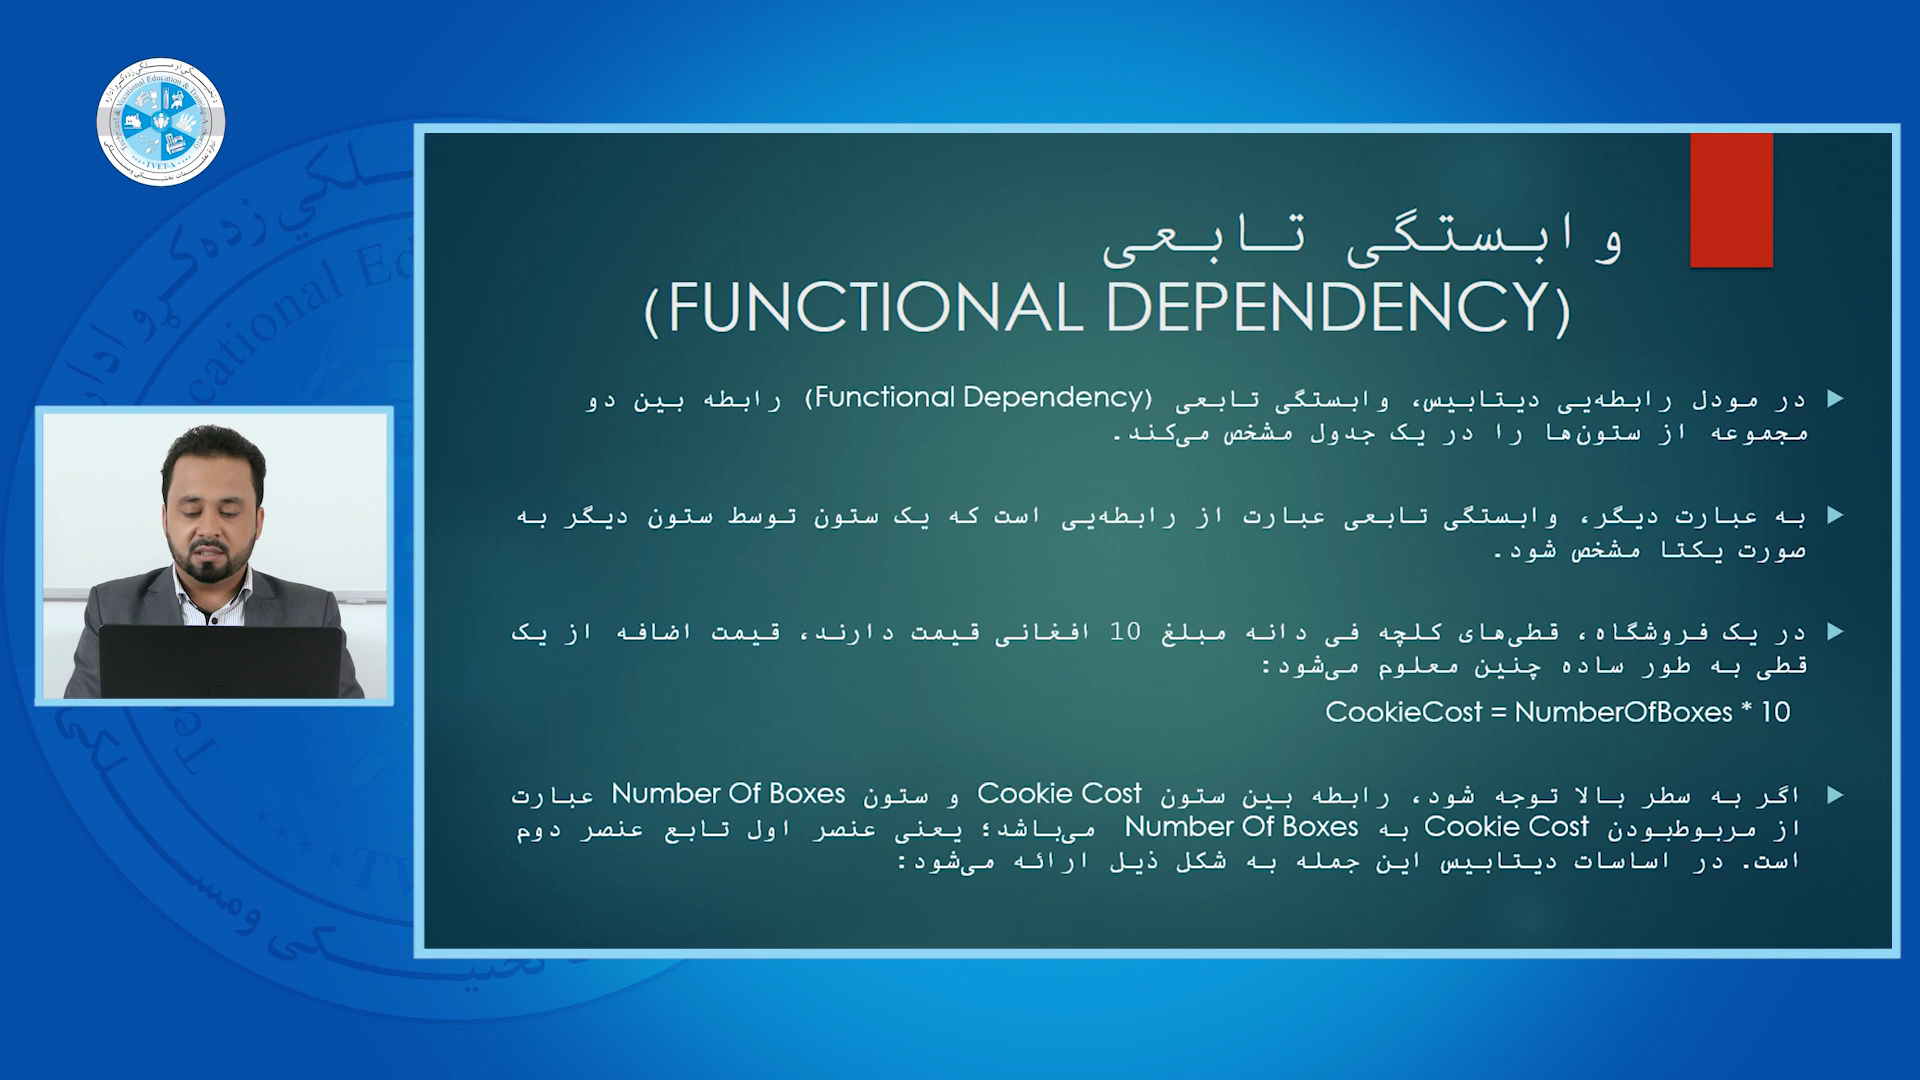 وابستگی تابعی
(FUNCTIONAL DEPENDENCY)
در مودل رابطه‌یی دیتابیس، وابستگی تابعی (Functional Dependency) رابطه بین دو
مجموعه از ستون‌ها را در یک جدول مشخص می‌کند.
به عبارت دیگر، وابستگی تابعی عبارت از رابطه‌یی است که یک ستون توسط ستون دیگر به
صورت یکتا مشخص شود.
در یک فروشگاه، قطی‌های کلچه فی دانه مبلغ 10 افغانی قیمت دارند، قیمت اضافه از یک
قطی به طور ساده چنین معلوم می‌شود:
CookieCost = NumberOfBoxes * 10
اگر به سطر بالا توجه شود، رابطه بین ستون Cookie Cost و ستون Number Of Boxes عبارت
از مربوط‌بودن Cookie Cost به Number Of Boxes می‌باشد؛ یعنی عنصر اول تابع عنصر دوم
است. در اساسات دیتابیس این جمله به شکل ذیل ارائه می‌شود:
TVET-A